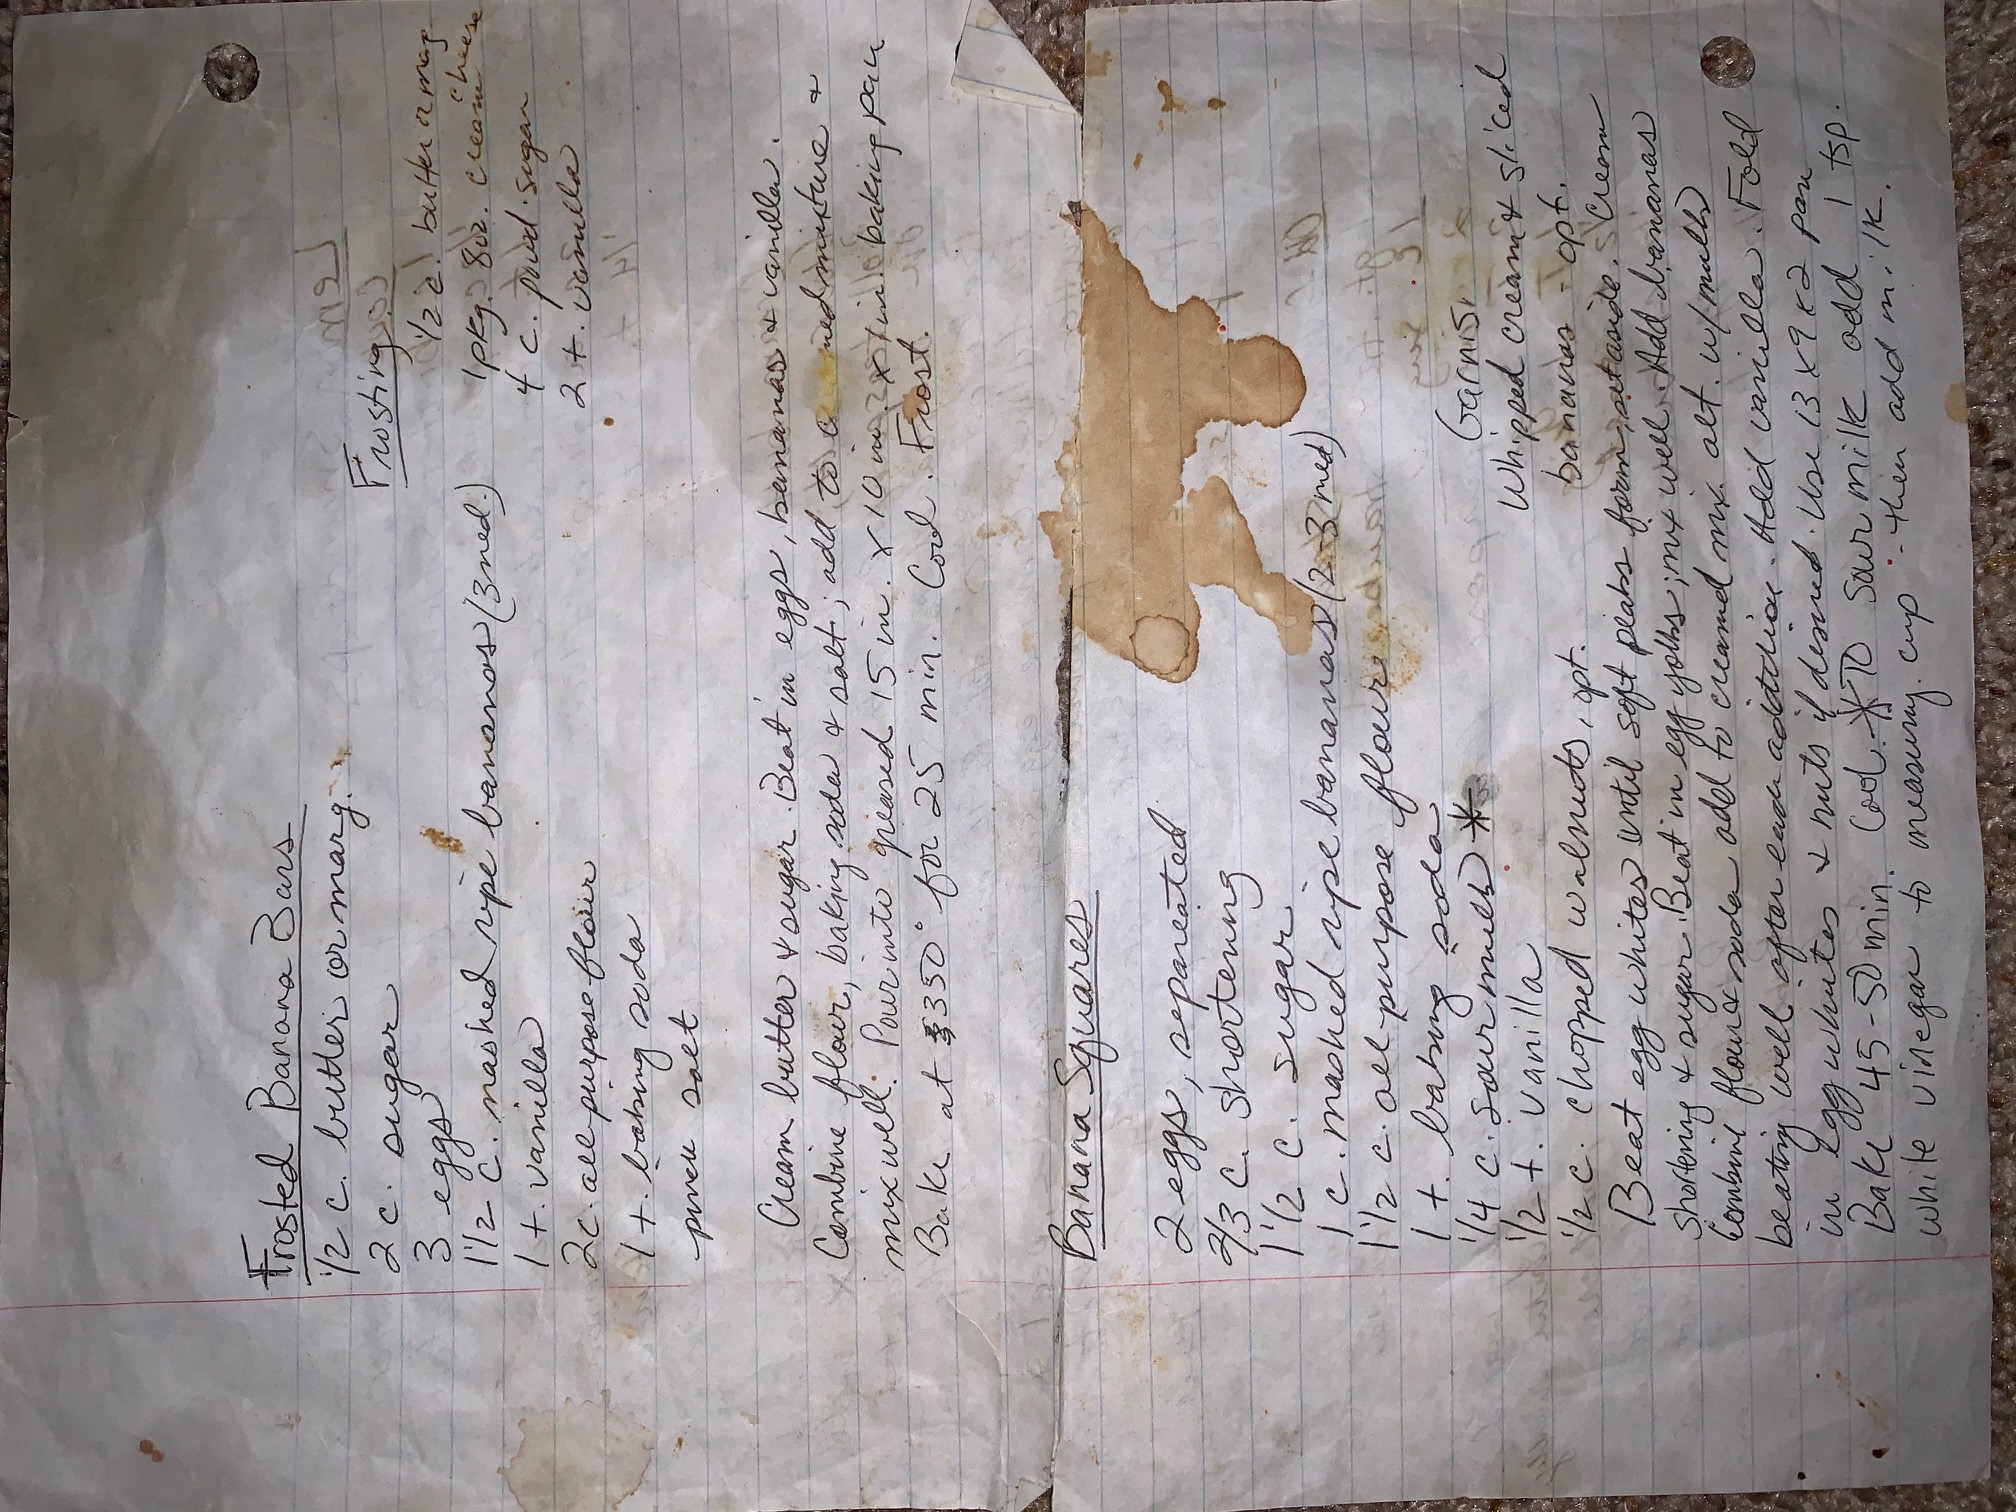 Frosted Banana Bars
1/2 c. butter or marg.
2 c. sugar
3 eggs
1 1/2 c. mashed ripe bananas (3 med.)
1 t. vanilla
2 c. all-purpose flour
1 t. baking soda
pinch salt
Frosting
1/2 c. butter or marg
1 pkg. 8 oz. cream cheese
4 c. powd. sugar
2 t. vanilla
Cream butter & sugar. Beat in eggs, bananas & vanilla.
Combine flour, baking soda & salt; add to creamed mixture &
mix well. Pour into greased 15 in. x 10 in. x 1 in. baking pan
Bake at 350° for 25 min. Cool. Frost.
Banana Squares
2 eggs, separated
2/3 c. shortening
1 1/2 c. sugar
1 c. mashed ripe bananas (2-3 med)
1 1/2 c. all-purpose flour
1 t. baking soda
1/4 c. sour milk *
1/2 t. vanilla
1/2 c. chopped walnuts, opt.
Garnish
Whipped cream & sliced
bananas - opt.
Beat egg whites until soft peaks form; set aside. Cream
shortening & sugar. Beat in egg yolks; mix well. Add bananas
Combine flour & soda add to creamed mix. alt. w/ milk
beating well after each addition. Add vanilla. Fold
in egg whites & nuts if desired. Use 13 x 9 x 2 pan
Bake 45-50 min. Cool. * To sour milk add 1 tsp.
white vinegar to measuring cup - then add milk.